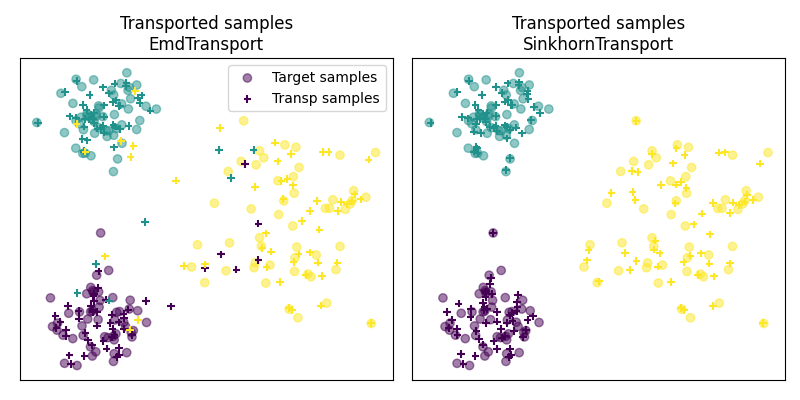 Transported samples
EmdTransport
Target samples
Transp samples
Transported samples
SinkhornTransport